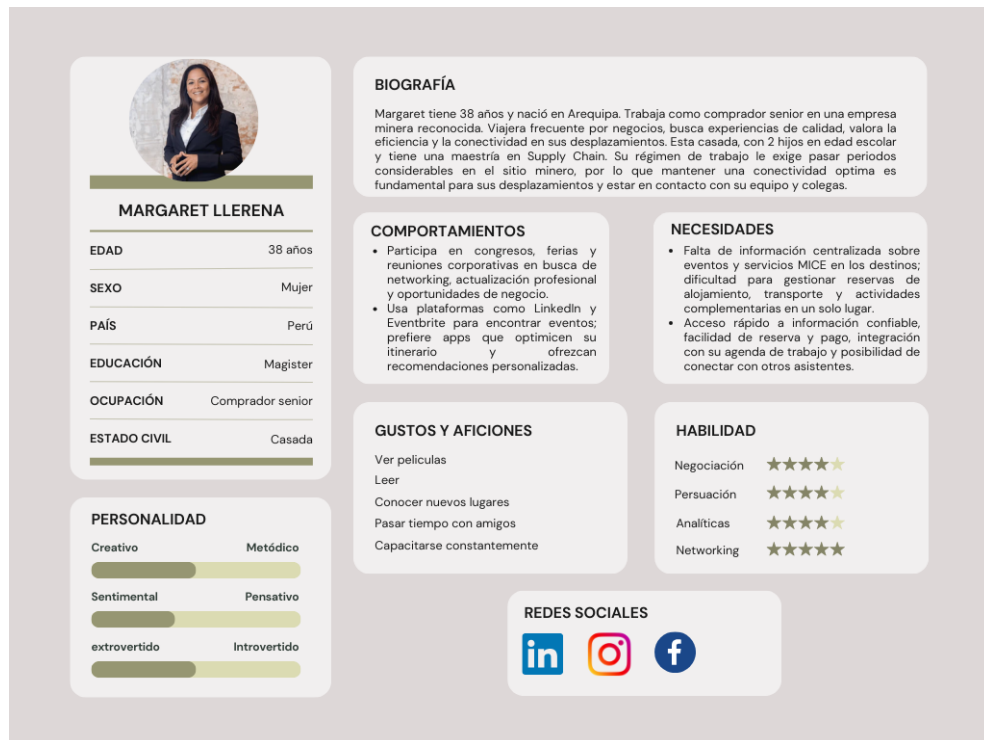 MARGARET LLERENA
EDAD 38 años
SEXO Mujer
PAÍS Perú
EDUCACIÓN Magister
OCUPACIÓN Comprador senior
ESTADO CIVIL Casada
PERSONALIDAD
Creativo Metódico
Sentimental Pensativo
extrovertido Introvertido
BIOGRAFÍA
Margaret tiene 38 años y nació en Arequipa. Trabaja como comprador senior en una empresa
minera reconocida. Viajera frecuente por negocios, busca experiencias de calidad, valora la
eficiencia y la conectividad en sus desplazamientos. Esta casada, con 2 hijos en edad escolar
y tiene una maestría en Supply Chain. Su régimen de trabajo le exige pasar periodos
considerables en el sitio minero, por lo que mantener una conectividad optima es
fundamental para sus desplazamientos y estar en contacto con su equipo y colegas.
COMPORTAMIENTOS
• Participa en congresos, ferias y
reuniones corporativas en busca de
networking, actualización profesional
y oportunidades de negocio.
• Usa plataformas como LinkedIn y
Eventbrite para encontrar eventos;
prefiere apps que optimicen su
itinerario y ofrezcan
recomendaciones personalizadas.
NECESIDADES
• Falta de información centralizada sobre
eventos y servicios MICE en los destinos;
dificultad para gestionar reservas de
alojamiento, transporte y actividades
complementarias en un solo lugar.
• Acceso rápido a información confiable,
facilidad de reserva y pago, integración
con su agenda de trabajo y posibilidad de
conectar con otros asistentes.
GUSTOS Y AFICIONES
Ver peliculas
Leer
Conocer nuevos lugares
Pasar tiempo con amigos
Capacitarse constantemente
HABILIDAD
Negociación
Persuación
Analíticas
Networking
REDES SOCIALES
in
f